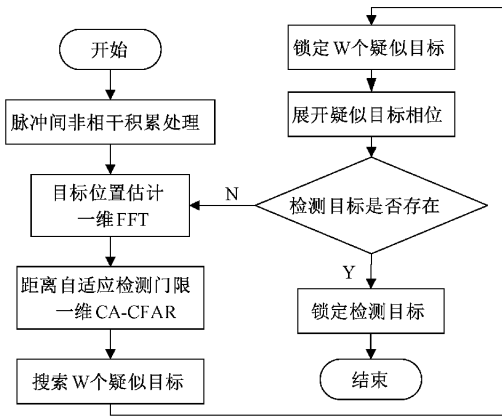 开始
脉冲间非相干积累处理
目标位置估计
一维FFT
距离自适应检测门限
一维CA-CFAR
搜索W个疑似目标
锁定W个疑似目标
展开疑似目标相位
检测目标是否存在
N
Y
锁定检测目标
结束